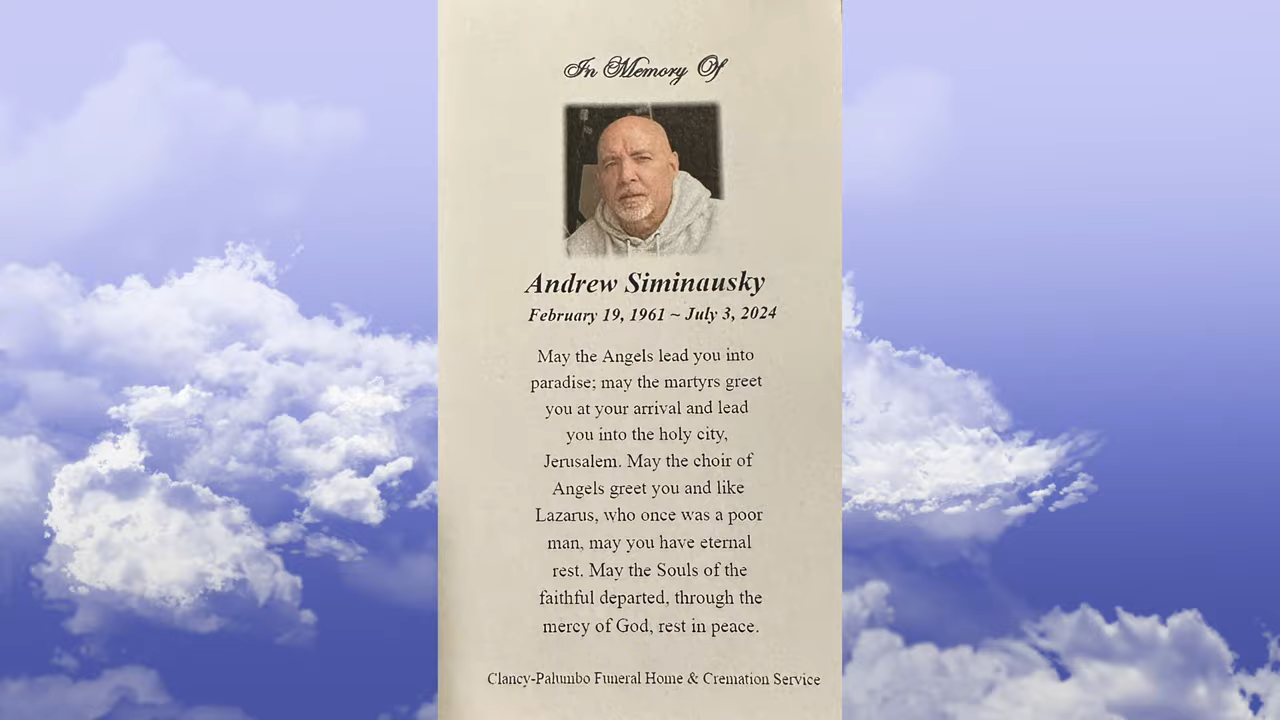 In Memory Of
Andrew Siminausky
February 19, 1961 ~ July 3, 2024
May the Angels lead you into
paradise; may the martyrs greet
you at your arrival and lead
you into the holy city,
Jerusalem. May the choir of
Angels greet you and like
Lazarus, who once was a poor
man, may you have eternal
rest. May the Souls of the
faithful departed, through the
mercy of God, rest in peace.
Clancy-Palumbo Funeral Home & Cremation Service